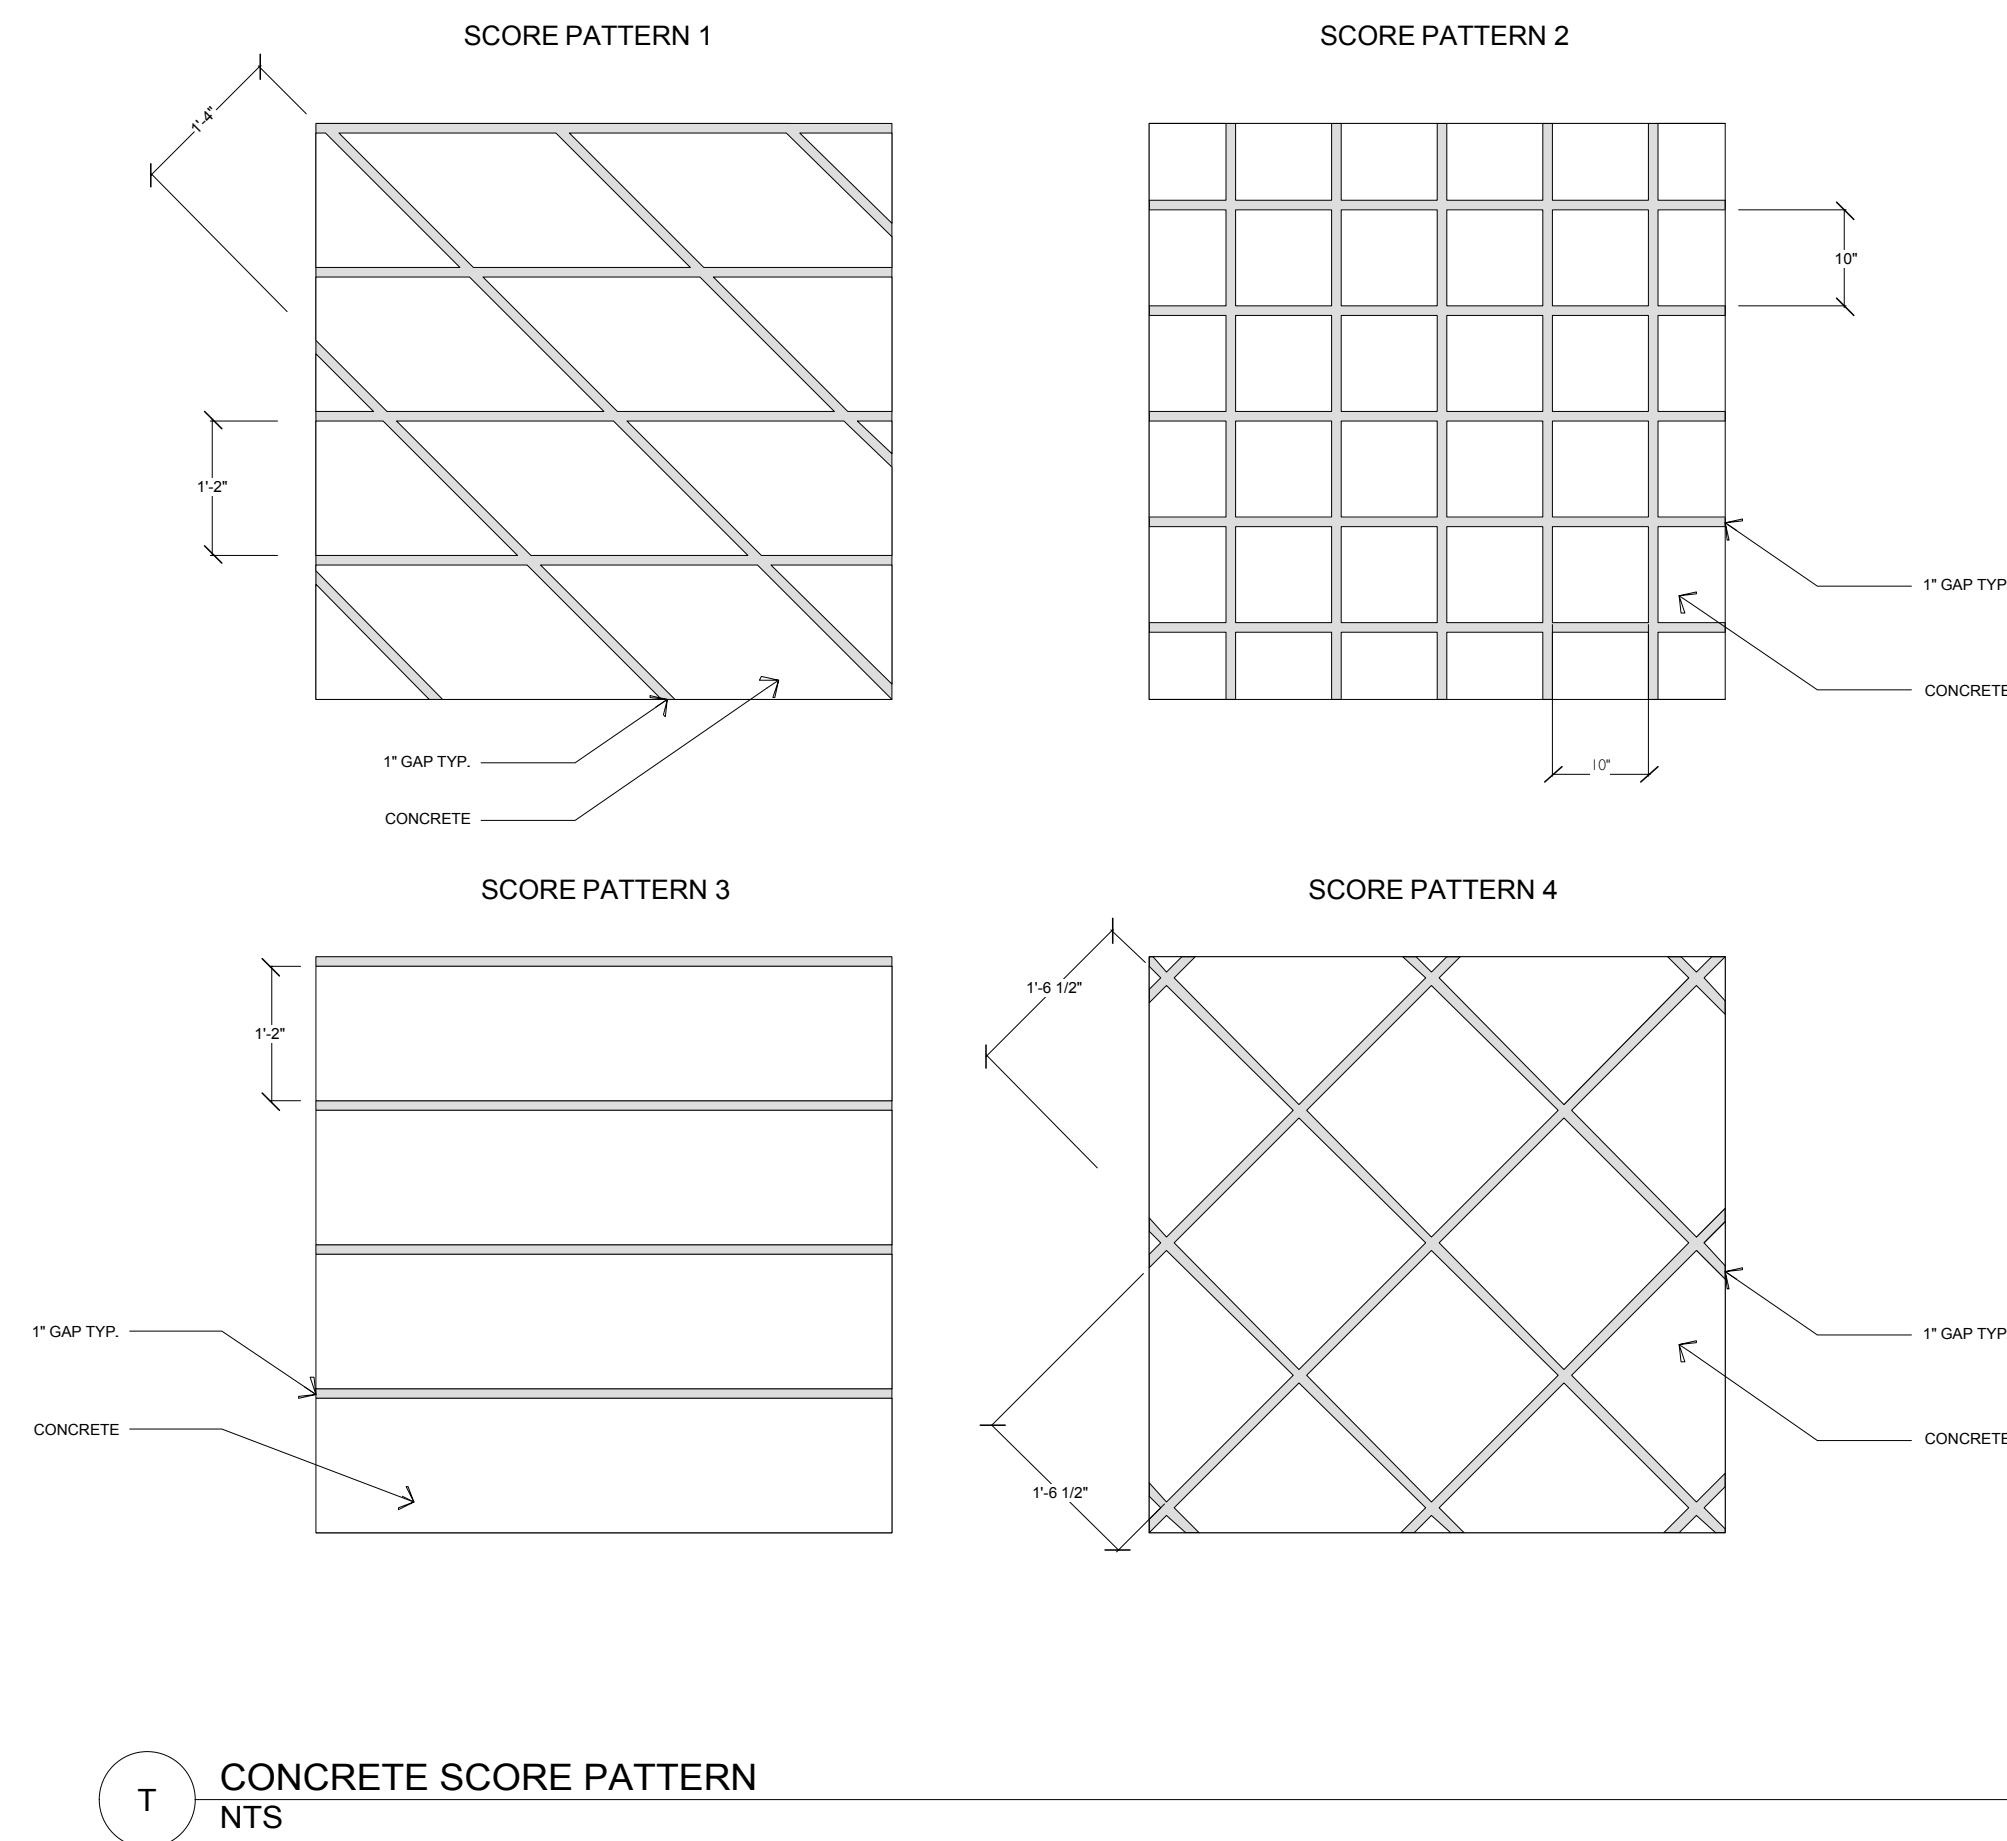 SCORE PATTERN 1
1'-4"
1'-2"
1" GAP TYP.
CONCRETE
SCORE PATTERN 2
10"
1" GAP TYP
CONCRETE
10"
SCORE PATTERN 3
1'-2"
1" GAP TYP.
CONCRETE
SCORE PATTERN 4
1'-6 1/2"
1'-6 1/2"
1" GAP TYP
CONCRETE
T
CONCRETE SCORE PATTERN
NTS